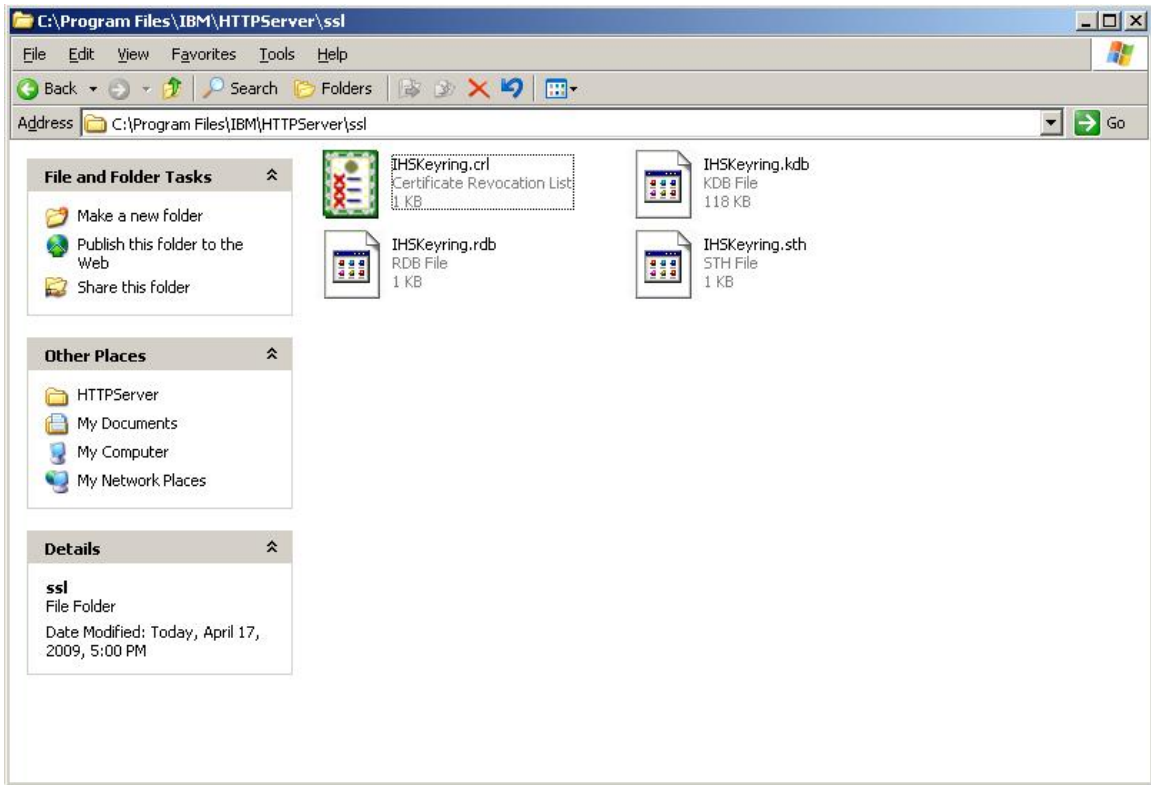 C:\Program Files\IBM\HTTPServer\ssl
File Edit View Favorites Tools Help
Back Search Folders
Address C:\Program Files\IBM\HTTPServer\ssl Go
File and Folder Tasks
Make a new folder
Publish this folder to the
Web
Share this folder
Other Places
HTTPServer
My Documents
My Computer
My Network Places
Details
ssl
File Folder
Date Modified: Today, April 17,
2009, 5:00 PM
IHSKeyring.crl
Certificate Revocation List
1 KB
IHSKeyring.kdb
KDB File
118 KB
IHSKeyring.rdb
RDB File
1 KB
IHSKeyring.sth
STH File
1 KB